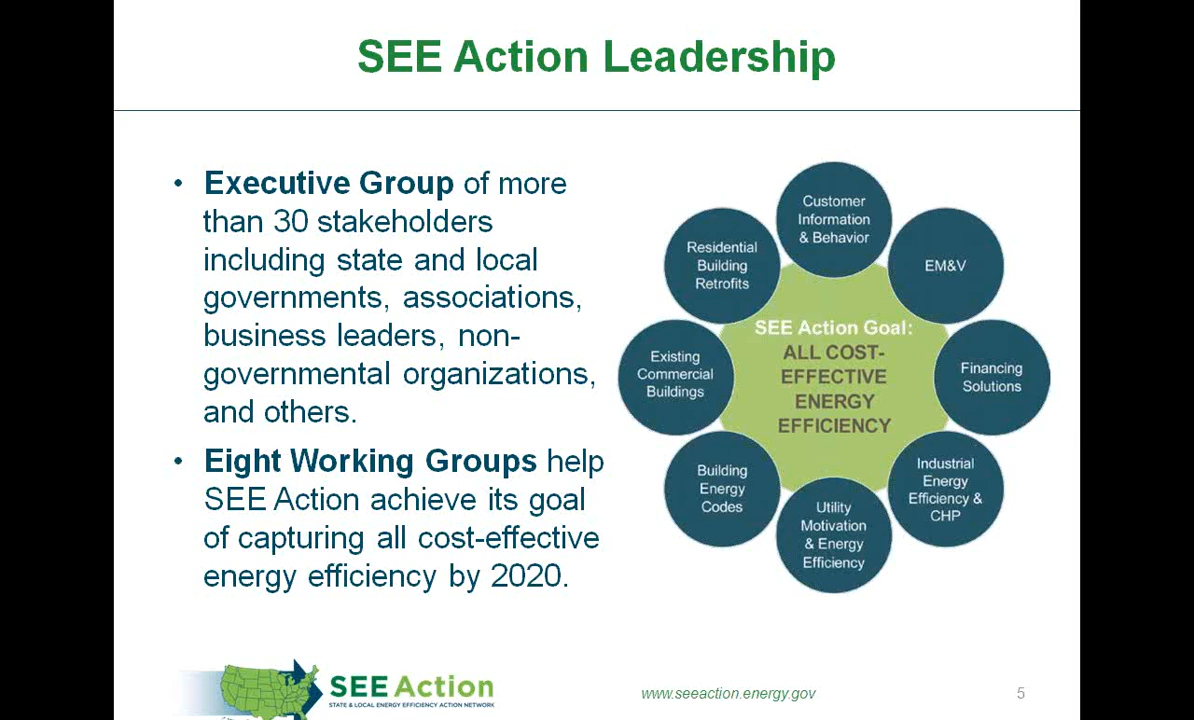 SEE Action Leadership
• Executive Group of more
than 30 stakeholders
including state and local
governments, associations,
business leaders, non-
governmental organizations,
and others.
• Eight Working Groups help
SEE Action achieve its goal
of capturing all cost-effective
energy efficiency by 2020.
Customer
Information
& Behavior
EM&V
Financing
Solutions
Industrial
Energy
Efficiency &
CHP
Utility
Motivation
& Energy
Efficiency
Building
Energy
Codes
Existing
Commercial
Buildings
Residential
Building
Retrofits
SEE Action Goal:
ALL COST-
EFFECTIVE
ENERGY
EFFICIENCY
SEE Action
STATE & LOCAL ENERGY EFFICIENCY ACTION NETWORK
www.seeaction.energy.gov
5